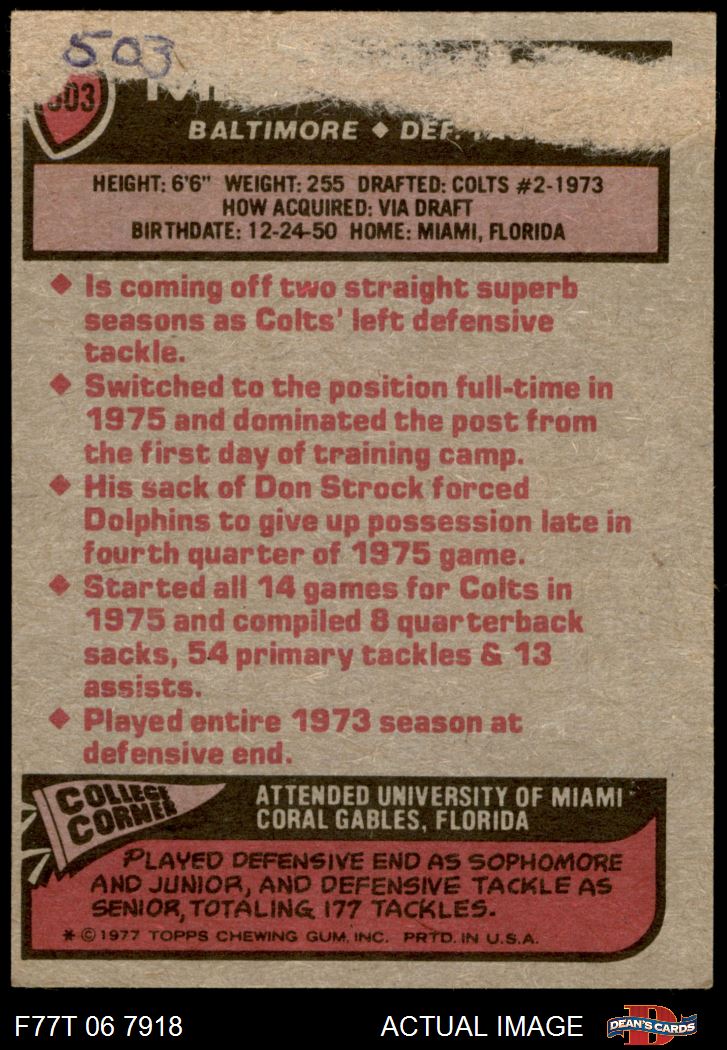 503
503
BALTIMORE ◆ DEF.
HEIGHT: 6'6" WEIGHT: 255 DRAFTED: COLTS #2-1973
HOW ACQUIRED: VIA DRAFT
BIRTHDATE: 12-24-50 HOME: MIAMI, FLORIDA
◆ Is coming off two straight superb
seasons as Colts' left defensive
tackle.
◆ Switched to the position full-time in
1975 and dominated the post from
the first day of training camp.
◆ His sack of Don Strock forced
Dolphins to give up possession late in
fourth quarter of 1975 game.
◆ Started all 14 games for Colts in
1975 and compiled 8 quarterback
sacks, 54 primary tackles & 13
assists.
◆ Played entire 1973 season at
defensive end.
COLLEGE
CORNER
ATTENDED UNIVERSITY OF MIAMI
CORAL GABLES, FLORIDA
PLAYED DEFENSIVE END AS SOPHOMORE
AND JUNIOR, AND DEFENSIVE TACKLE AS
SENIOR, TOTALING 177 TACKLES.
* © 1977 TOPPS CHEWING GUM, INC. PRTD. IN U.S.A.
F77T 06 7918 ACTUAL IMAGE
D
DEAN'S CARDS